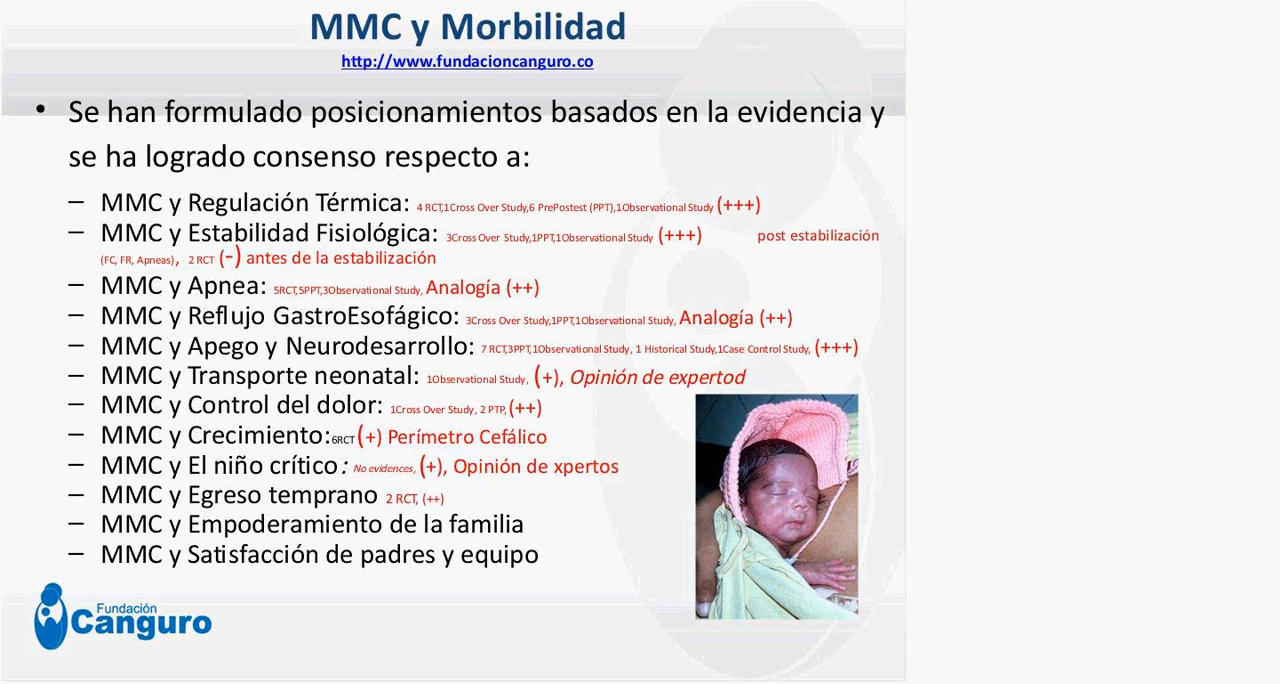 MMC y Morbilidad
http://www.fundacioncanguro.co
• Se han formulado posicionamientos basados en la evidencia y
se ha logrado consenso respecto a:
– MMC y Regulación Térmica: 4 RCT,1Cross Over Study,6 PrePostest (PPT),1Observational Study (+++)
– MMC y Estabilidad Fisiológica: 3Cross Over Study,1PPT,1Observational Study (+++) post estabilización
(FC, FR, Apneas), 2 RCT (-) antes de la estabilización
– MMC y Apnea: 5RCT,5PPT,3Observational Study, Analogía (++)
– MMC y Reflujo GastroEsofágico: 3Cross Over Study,1PPT,1Observational Study, Analogía (++)
– MMC y Apego y Neurodesarrollo: 7 RCT,3PPT,1Observational Study, 1 Historical Study,1Case Control Study, (+++)
– MMC y Transporte neonatal: 1Observational Study, (+), Opinión de expertod
– MMC y Control del dolor: 1Cross Over Study, 2 PTP, (++)
– MMC y Crecimiento: 6RCT (+) Perímetro Cefálico
– MMC y El niño crítico: No evidences, (+), Opinión de xpertos
– MMC y Egreso temprano 2 RCT, (++)
– MMC y Empoderamiento de la familia
– MMC y Satisfacción de padres y equipo
Fundación
Canguro